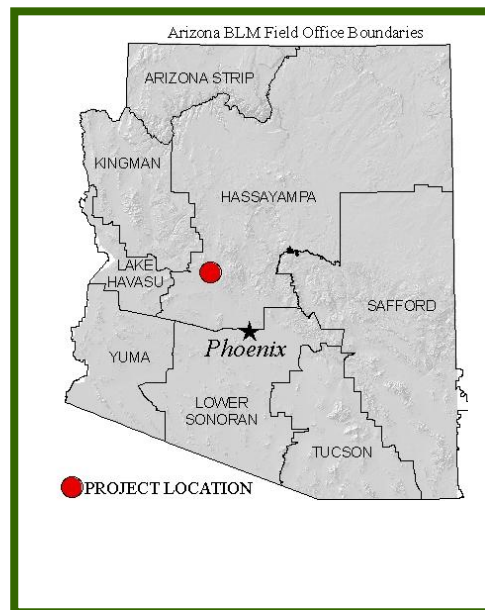 Arizona BLM Field Office Boundaries
ARIZONA STRIP
KINGMAN
HASSAYAMPA
LAKE
HAVASU
SAFFORD
YUMA
Phoenix
LOWER
SONORAN
TUCSON
PROJECT LOCATION